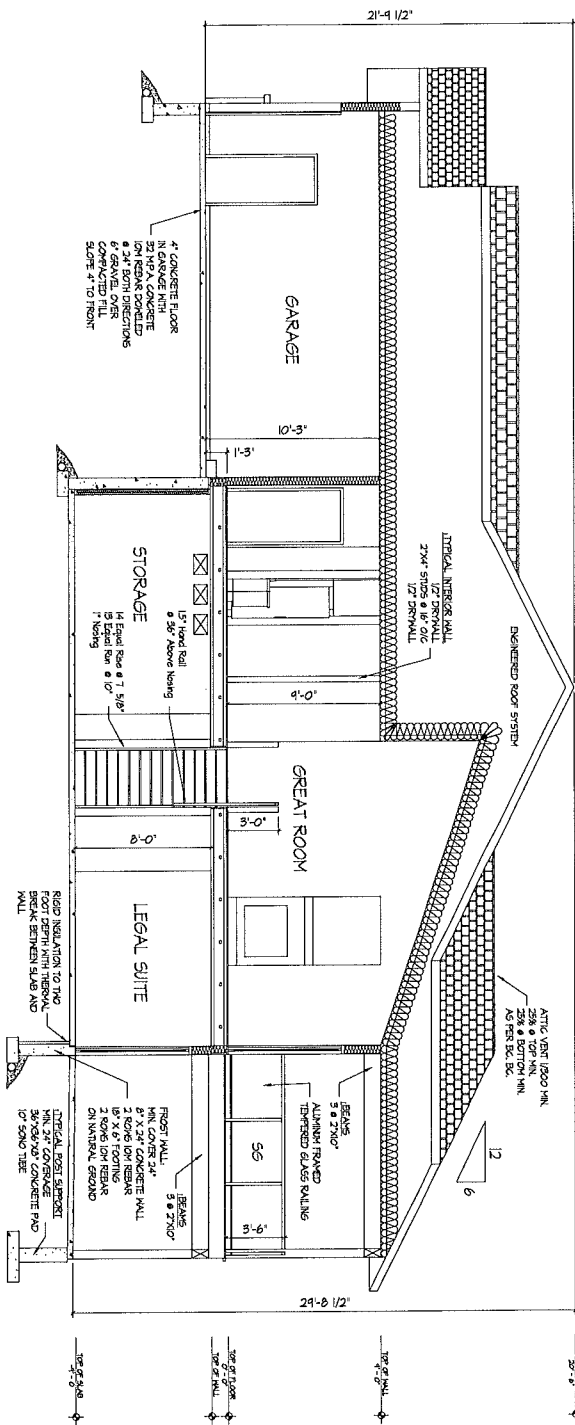 21'-9 1/2"
ENGINEERED ROOF SYSTEM
ATTIC VENT 1/300 MIN.
25% @ TOP MIN.
25% @ BOTTOM MIN.
AS PER BC. BC.
12
6
TYPICAL INTERIOR WALL
1/2" DRYWALL
2"X4" STUDS @ 16" O/C
1/2" DRYWALL
GARAGE
10'-3"
1'-3"
9'-0"
GREAT ROOM
3'-0"
BEAMS
3 @ 2"X10"
ALUMINUM FRAMED
TEMPERED GLASS RAILING
SG
3'-6"
4" CONCRETE FLOOR
IN GARAGE WITH
32 M.P.A. CONCRETE
10M REBAR DOWELED
@ 24" BOTH DIRECTIONS
6" GRAVEL OVER
COMPACTED FILL
SLOPE 4" TO FRONT
STORAGE
1.5" Hand Rail
@ 36" Above Nosing
14 Equal Rise @ 7 5/8"
13 Equal Run @ 10"
1" Nosing
8'-0"
LEGAL SUITE
BEAMS
3 @ 2"X10"
FROST WALL:
MIN. COVER 24"
8" X 24" CONCRETE WALL
2 ROWS 10M REBAR
18" X 6" FOOTING
2 ROWS 10M REBAR
ON NATURAL GROUND
RIGID INSULATION TO TWO
FOOT DEPTH WITH THERMAL
BREAK BETWEEN SLAB AND
WALL
TYPICAL POST SUPPORT
MIN. 24" COVERAGE
36"X36"X8" CONCRETE PAD
10" SONO TUBE
29'-8 1/2"
TOP OF WALL
9'-0"
TOP OF FLOOR
0'-0"
TOP OF WALL
TOP OF SLAB